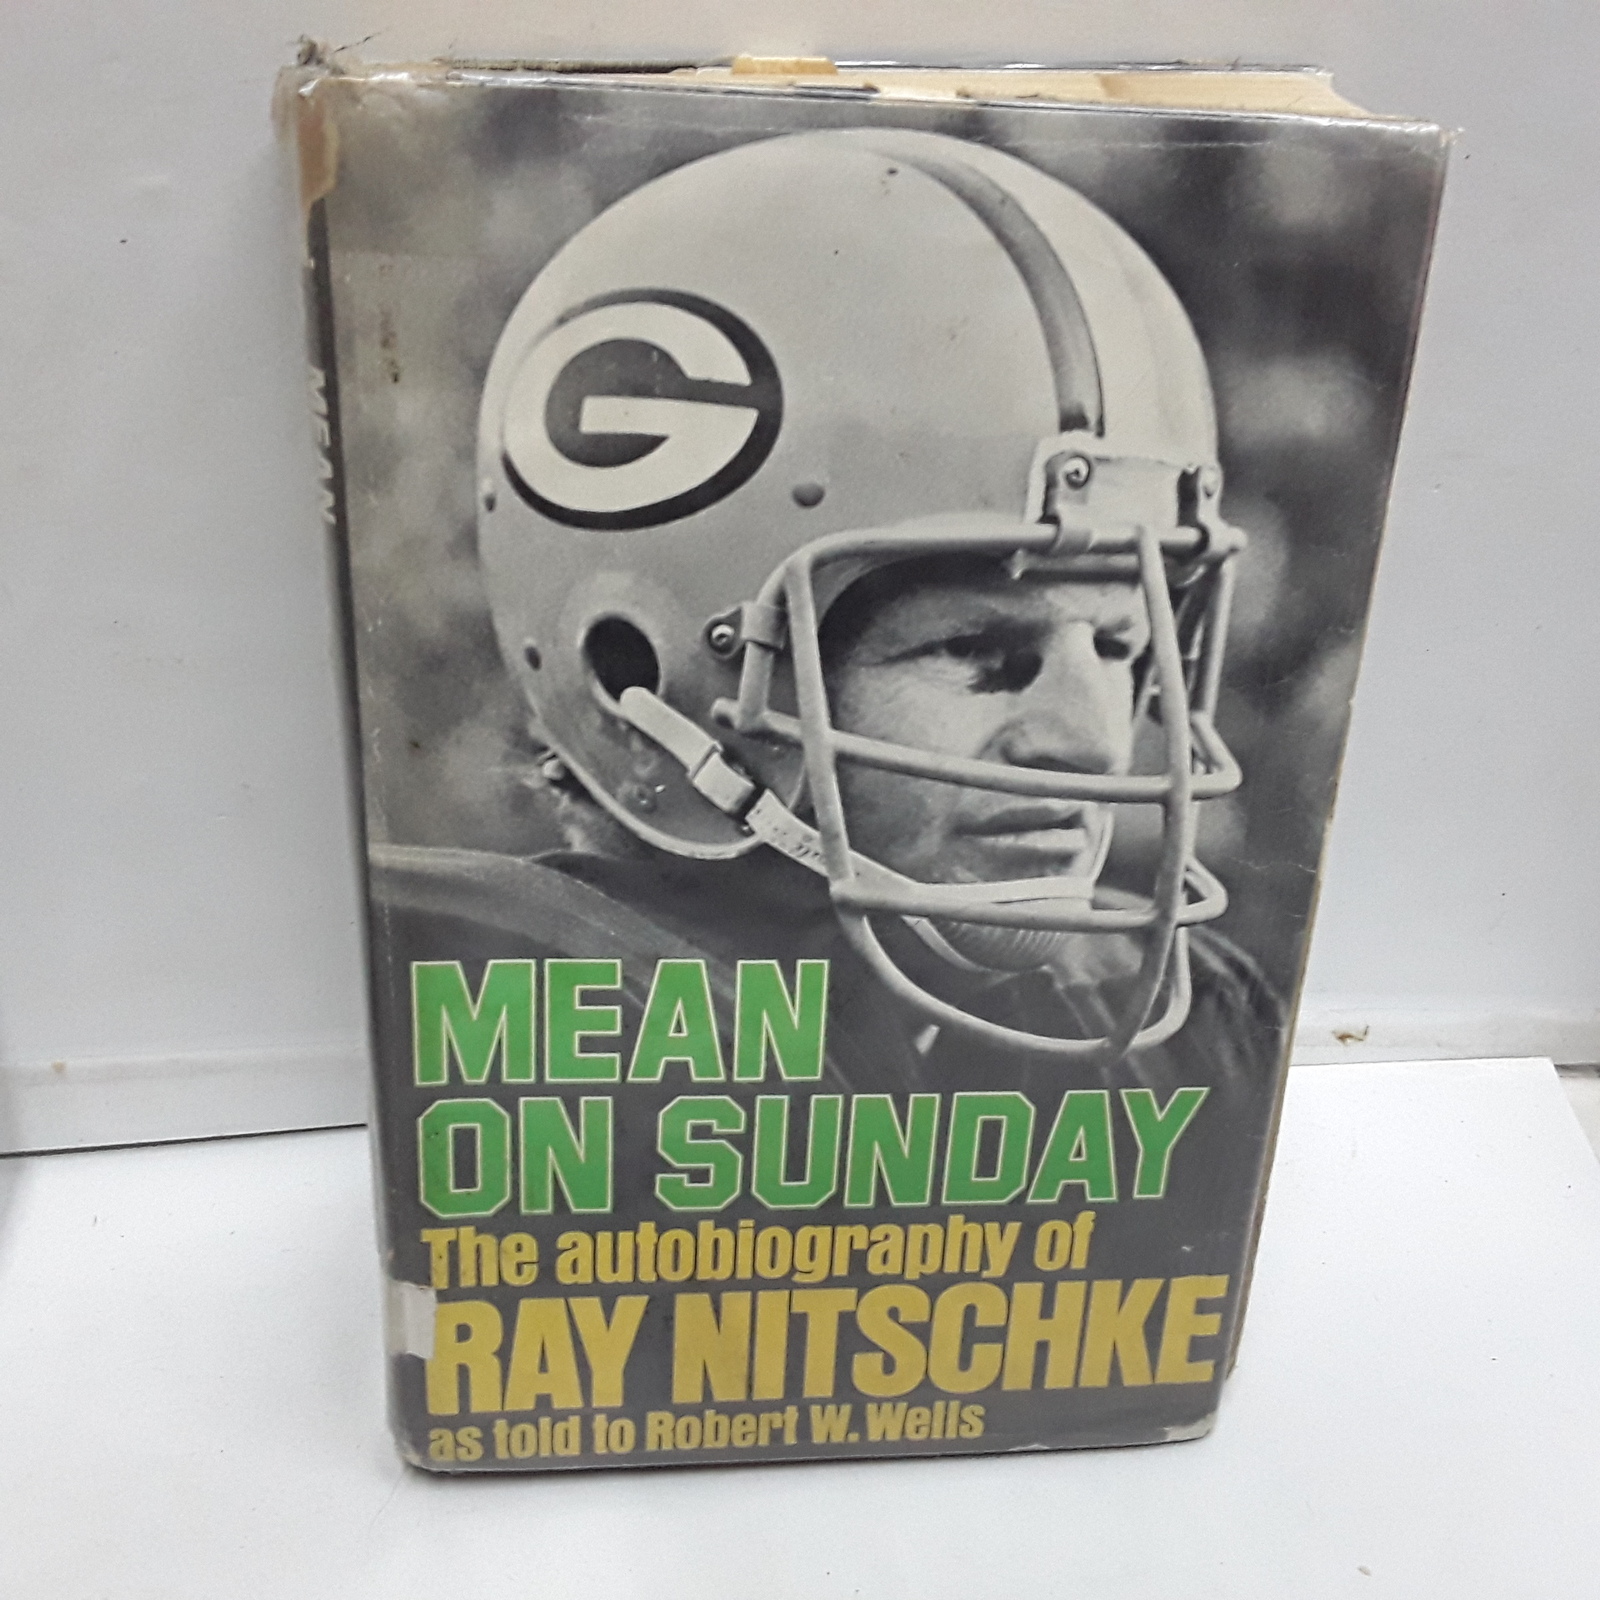 G
MEAN
MEAN
ON SUNDAY
The autobiography of
RAY NITSCHKE
as told to Robert W. Wells